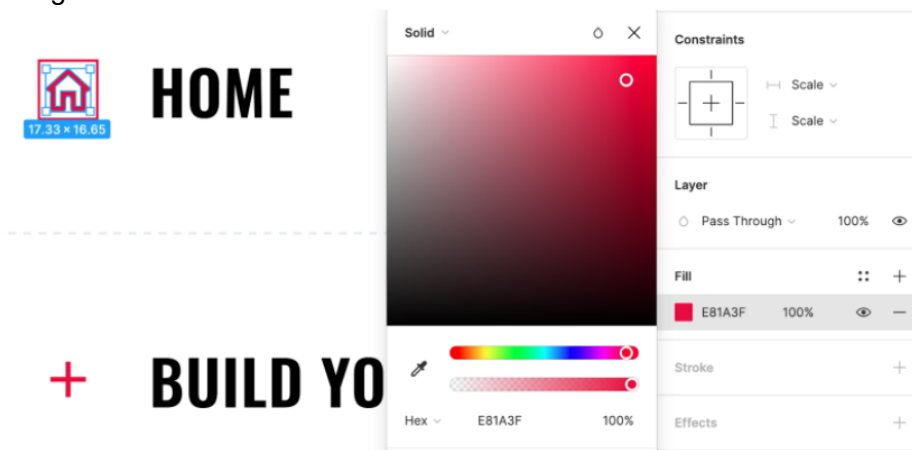 HOME
17.33 × 16.65
BUILD YO
Solid
Hex E81A3F 100%
Constraints
Scale
Scale
Layer
Pass Through 100%
Fill
E81A3F 100%
Stroke
Effects